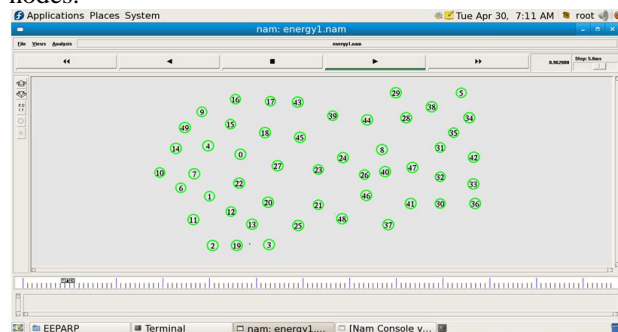 nodes.
Applications Places System Tue Apr 30, 7:11 AM root
nam: energy1.nam
File Views Analysis energy1.nam
0.962000 Step: 5.0ms
29 5
16 17 43
38
9 39 44 28 34
49 15
18 45 35
14 4 8 31
0 24 42
27
10 7 23 26 40 47 32
6 22 33
1 46
20 21 41 30 36
12
11 13 25 48 37
2 19 3
EEPARP Terminal nam: energy1.... [Nam Console v...